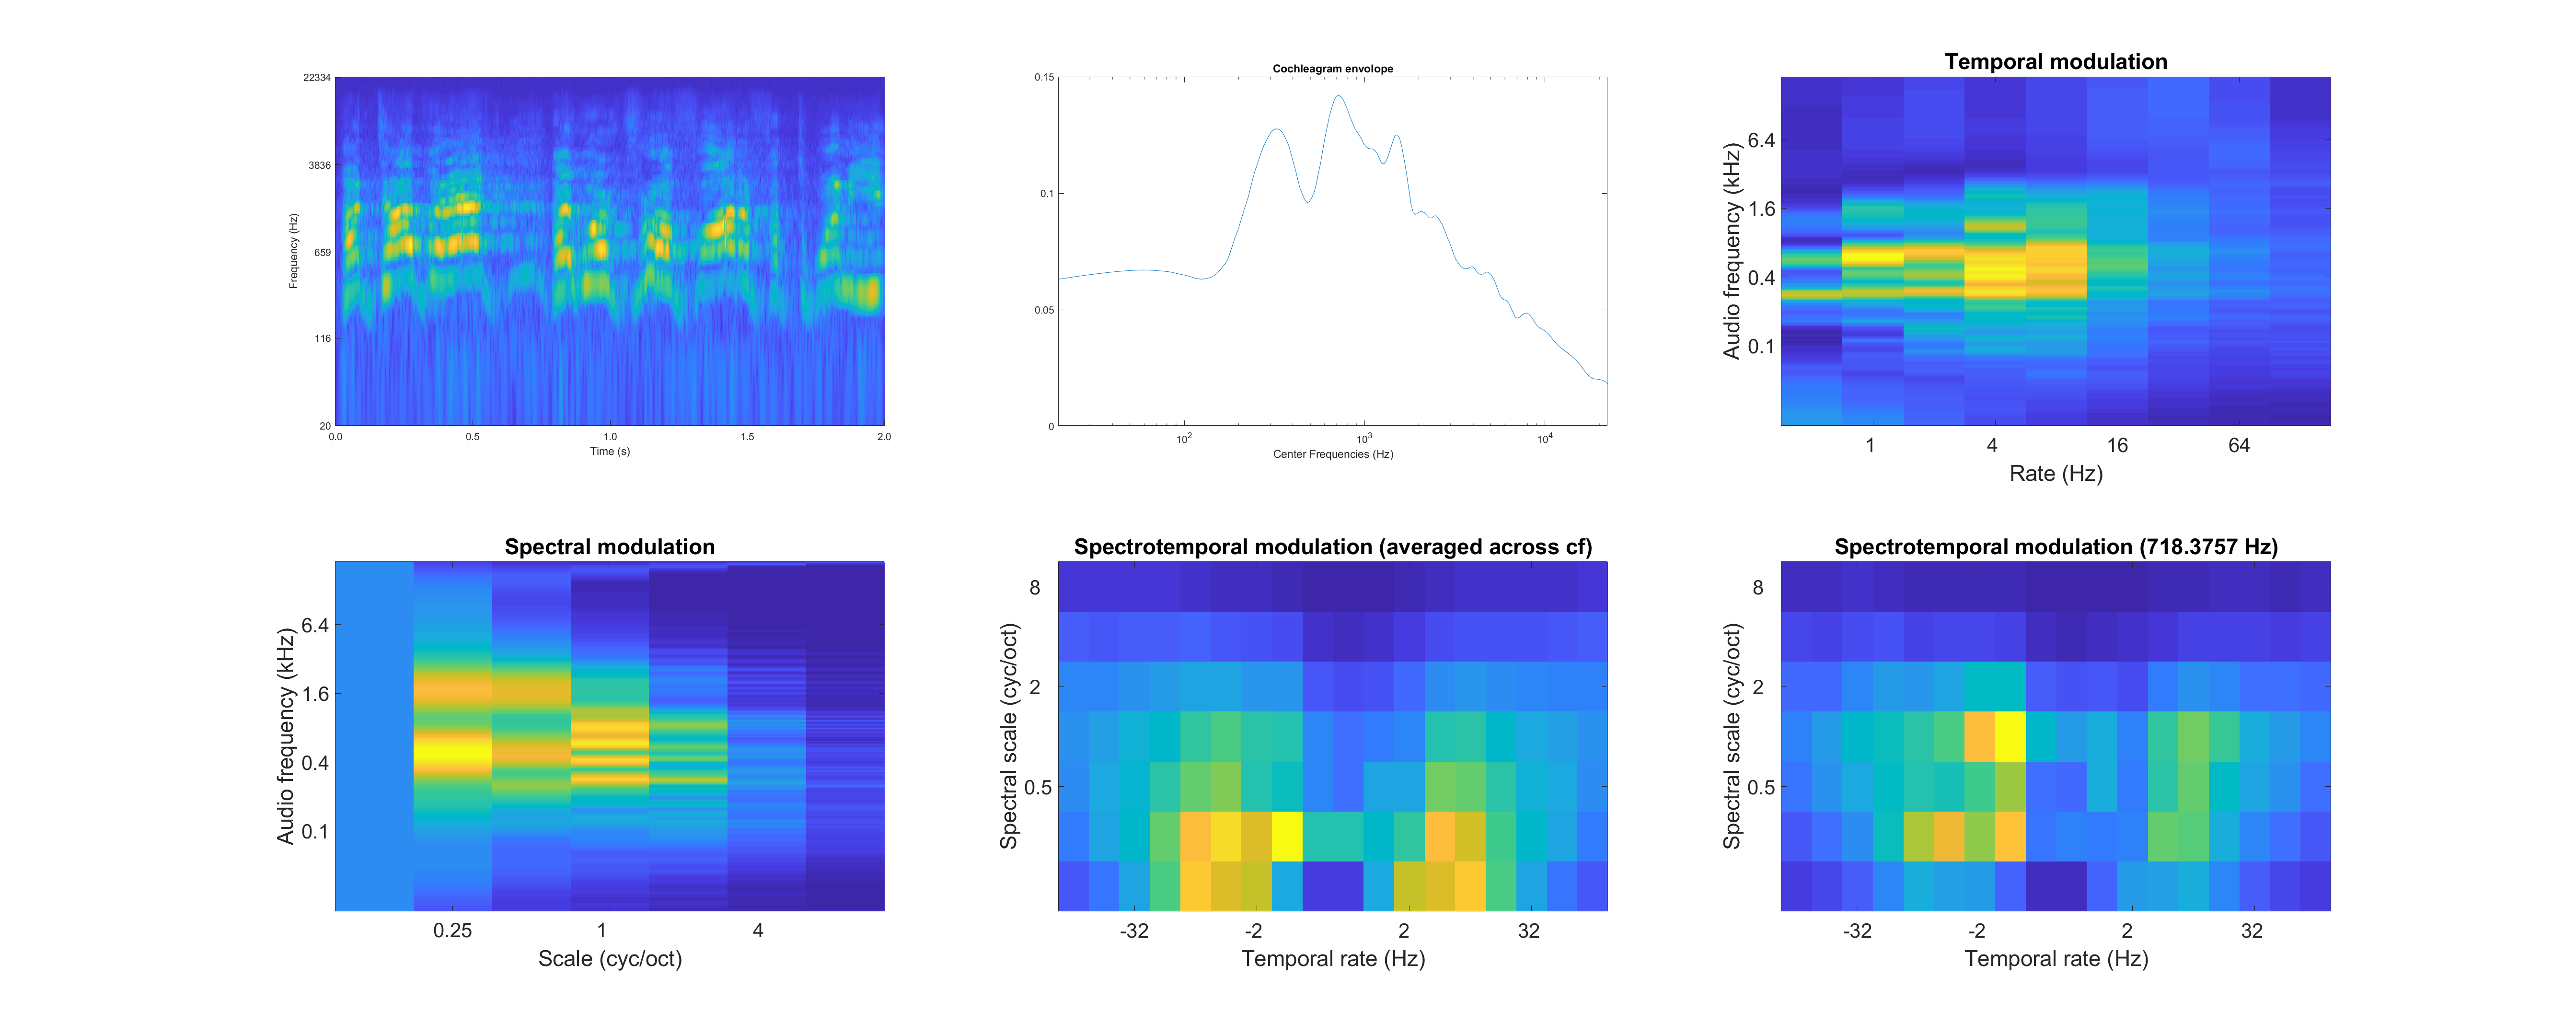 22334
3836
659
116
20
0.0 0.5 1.0 1.5 2.0
Time (s)
Frequency (Hz)
Cochleagram envolope
0.15
0.1
0.05
0
10^2 10^3 10^4
Center Frequencies (Hz)
Temporal modulation
6.4
1.6
0.4
0.1
1 4 16 64
Rate (Hz)
Audio frequency (kHz)
Spectral modulation
6.4
1.6
0.4
0.1
0.25 1 4
Scale (cyc/oct)
Audio frequency (kHz)
Spectrotemporal modulation (averaged across cf)
8
2
0.5
-32 -2 2 32
Temporal rate (Hz)
Spectral scale (cyc/oct)
Spectrotemporal modulation (718.3757 Hz)
8
2
0.5
-32 -2 2 32
Temporal rate (Hz)
Spectral scale (cyc/oct)